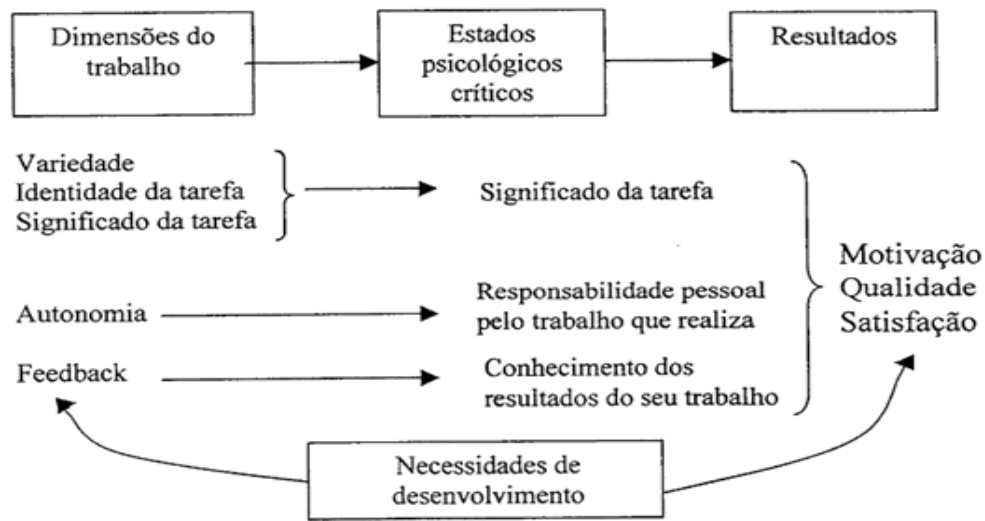 Dimensões do
trabalho
Estados
psicológicos
críticos
Resultados
Variedade
Identidade da tarefa
Significado da tarefa
Significado da tarefa
Autonomia
Responsabilidade pessoal
pelo trabalho que realiza
Feedback
Conhecimento dos
resultados do seu trabalho
Motivação
Qualidade
Satisfação
Necessidades de
desenvolvimento